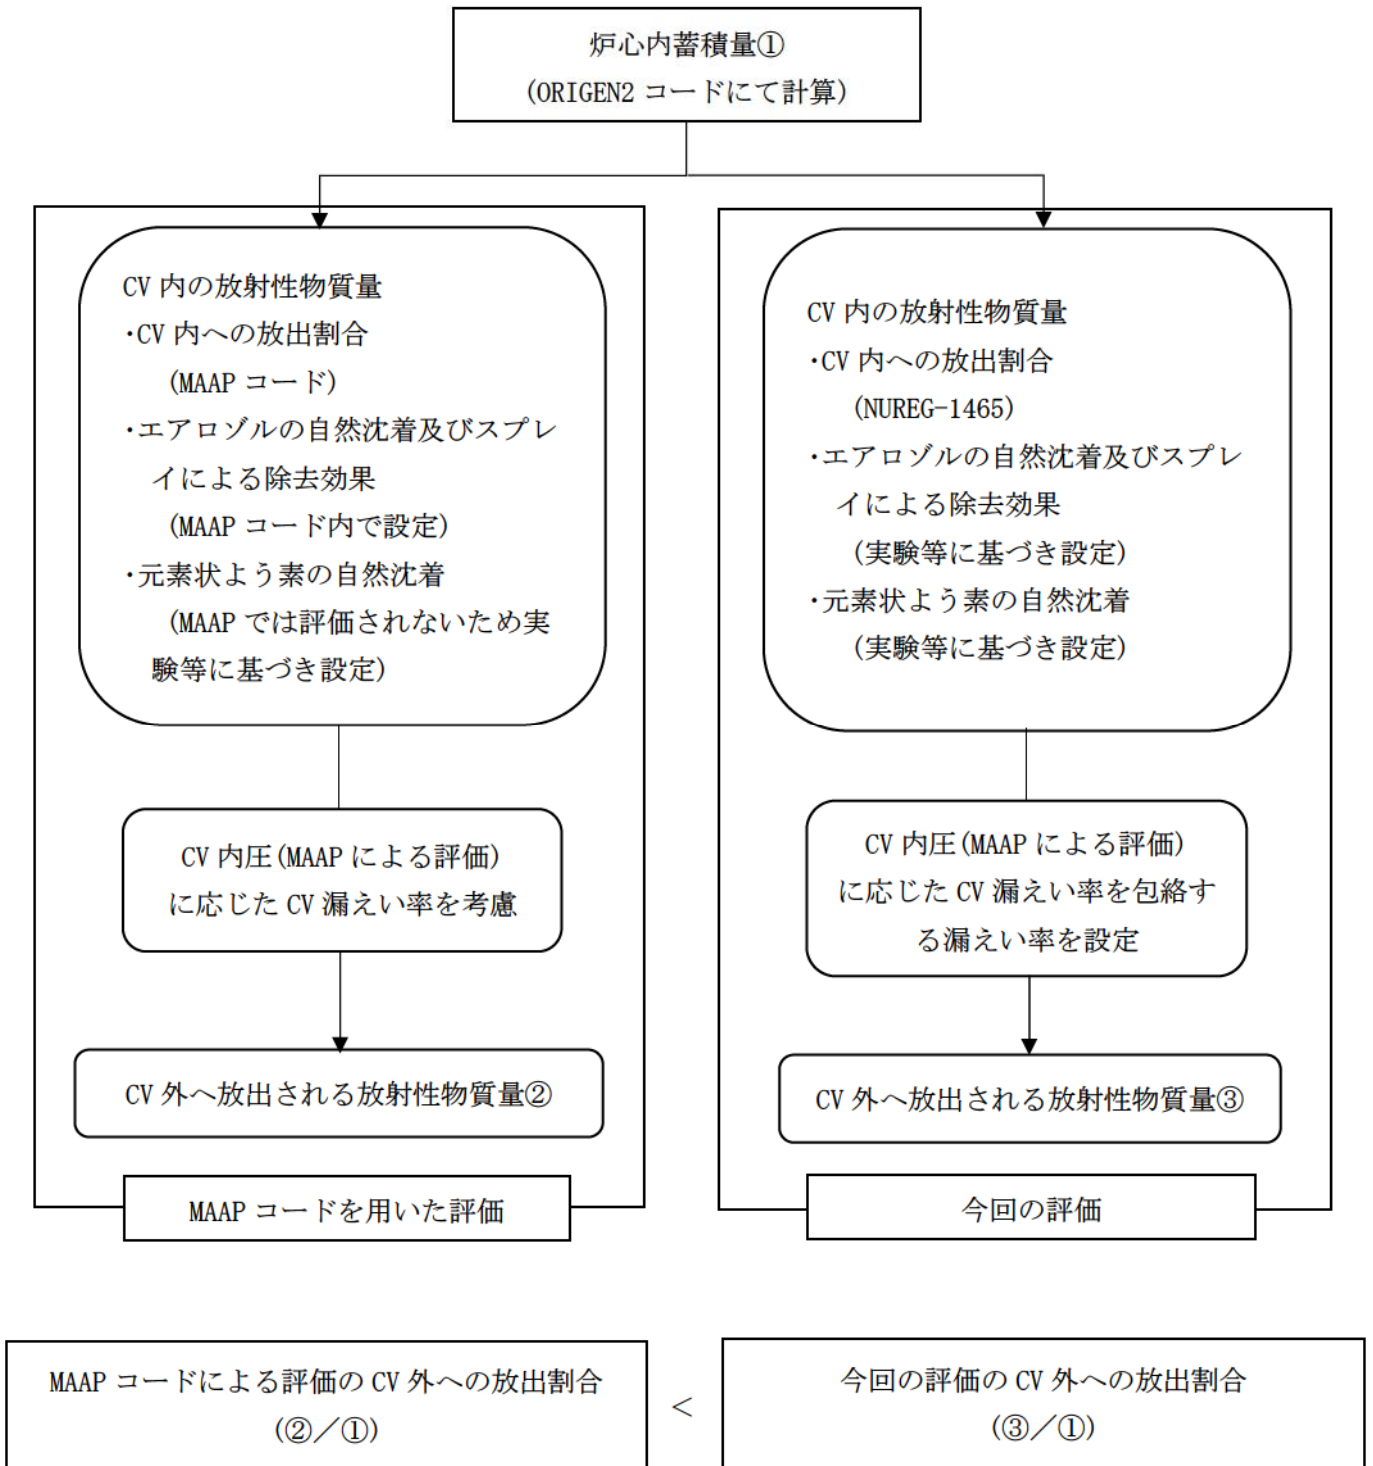 炉心内蓄積量①
(ORIGEN2 コードにて計算)
CV 内の放射性物質量
・CV 内への放出割合
(MAAP コード)
・エアロゾルの自然沈着及びスプレ
イによる除去効果
(MAAP コード内で設定)
・元素状よう素の自然沈着
(MAAP では評価されないため実
験等に基づき設定)
CV 内圧(MAAP による評価)
に応じた CV 漏えい率を考慮
CV 外へ放出される放射性物質量②
MAAP コードを用いた評価
CV 内の放射性物質量
・CV 内への放出割合
(NUREG-1465)
・エアロゾルの自然沈着及びスプレ
イによる除去効果
(実験等に基づき設定)
・元素状よう素の自然沈着
(実験等に基づき設定)
CV 内圧(MAAP による評価)
に応じた CV 漏えい率を包絡す
る漏えい率を設定
CV 外へ放出される放射性物質量③
今回の評価
MAAP コードによる評価の CV 外への放出割合
(②／①)
＜
今回の評価の CV 外への放出割合
(③／①)